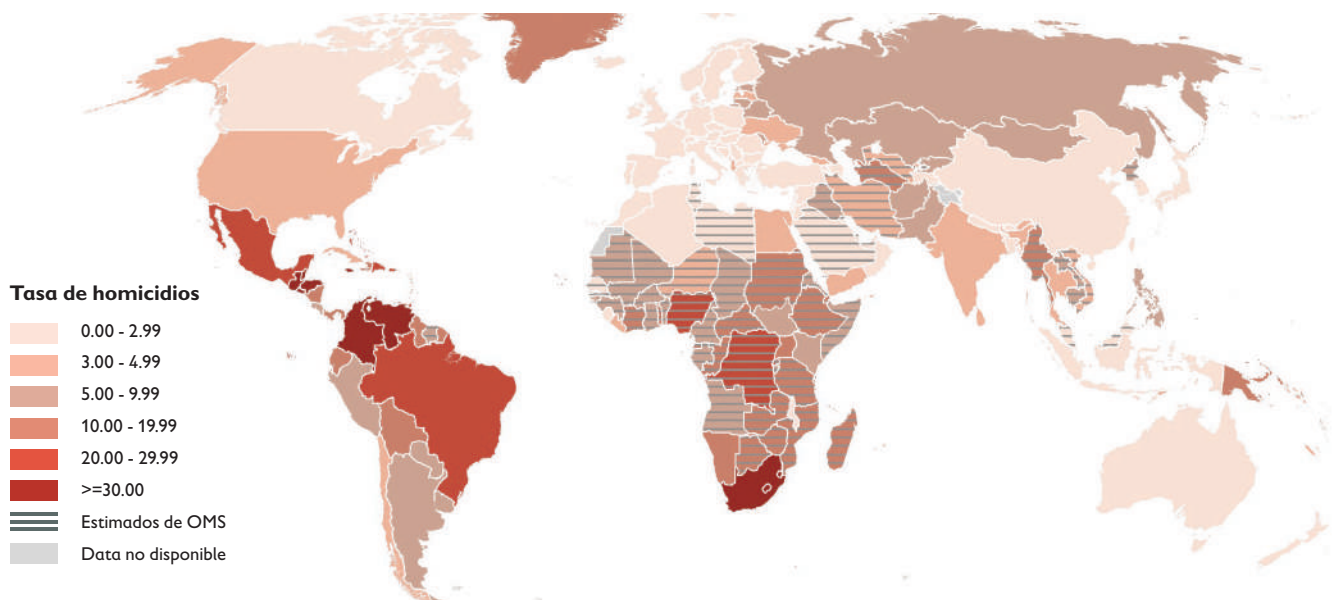 Tasa de homicidios
0.00 - 2.99
3.00 - 4.99
5.00 - 9.99
10.00 - 19.99
20.00 - 29.99
>=30.00
Estimados de OMS
Data no disponible